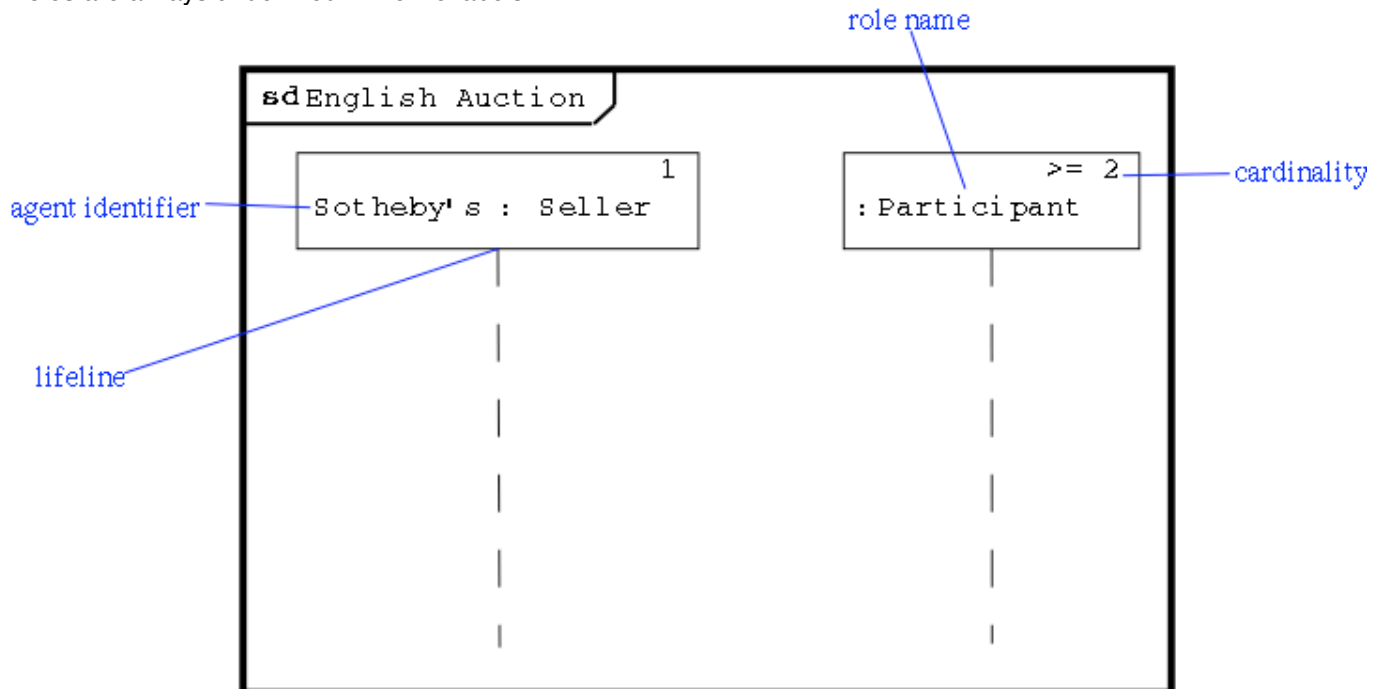 role name
sd English Auction
1
>= 2
cardinality
agent identifier
Sotheby's : Seller
: Participant
lifeline